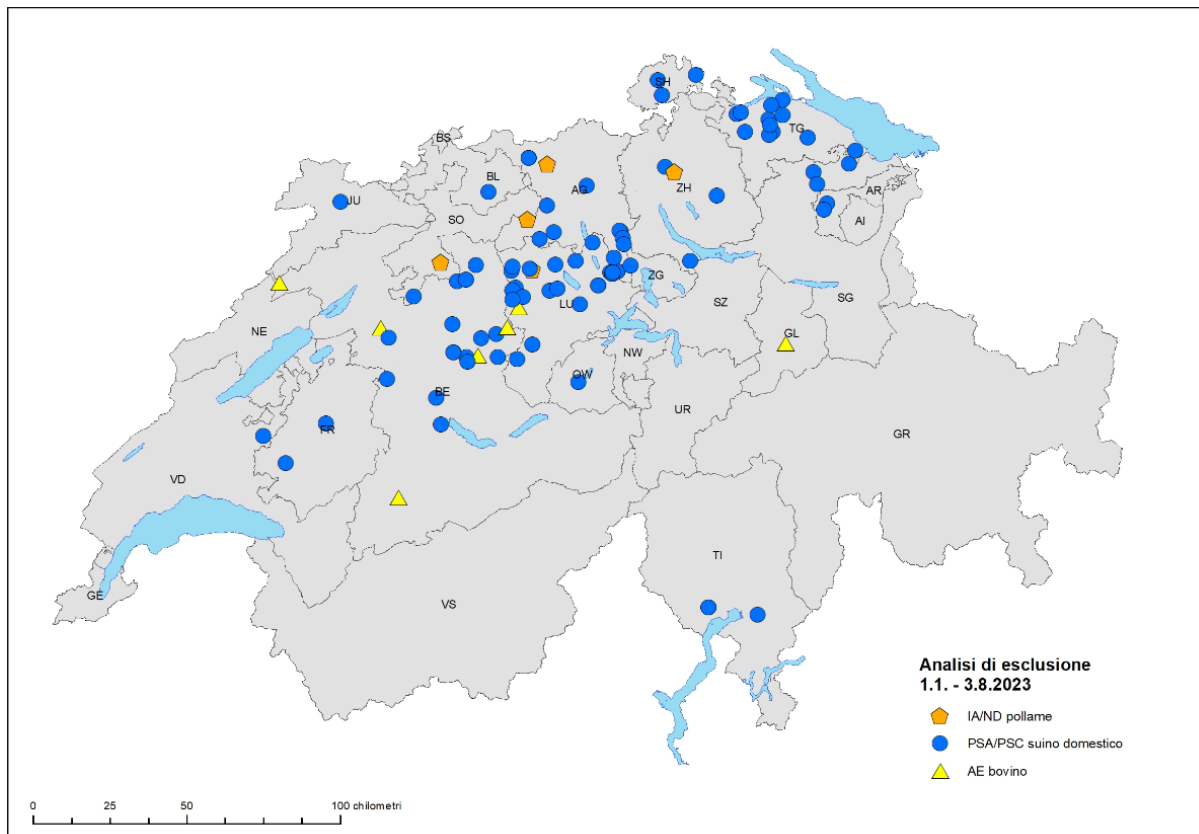 SH
TG
BS
BL
AG
ZH
AR
AI
JU
SO
ZG
LU
SZ
SG
NE
NW
GL
OW
BE
UR
GR
FR
VD
TI
GE
VS
Analisi di esclusione
1.1. - 3.8.2023
IA/ND pollame
PSA/PSC suino domestico
AE bovino
0 25 50 100 chilometri